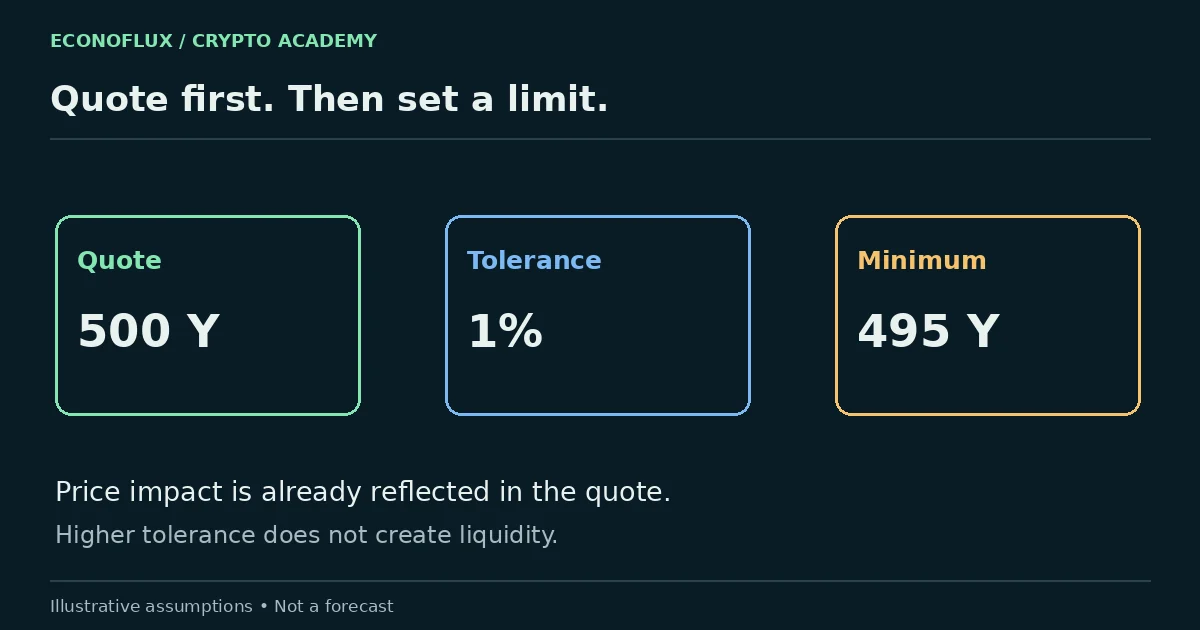 ECONOFLUX / CRYPTO ACADEMY
Quote first. Then set a limit.
Quote
500 Y
Tolerance
1%
Minimum
495 Y
Price impact is already reflected in the quote.
Higher tolerance does not create liquidity.
Illustrative assumptions • Not a forecast